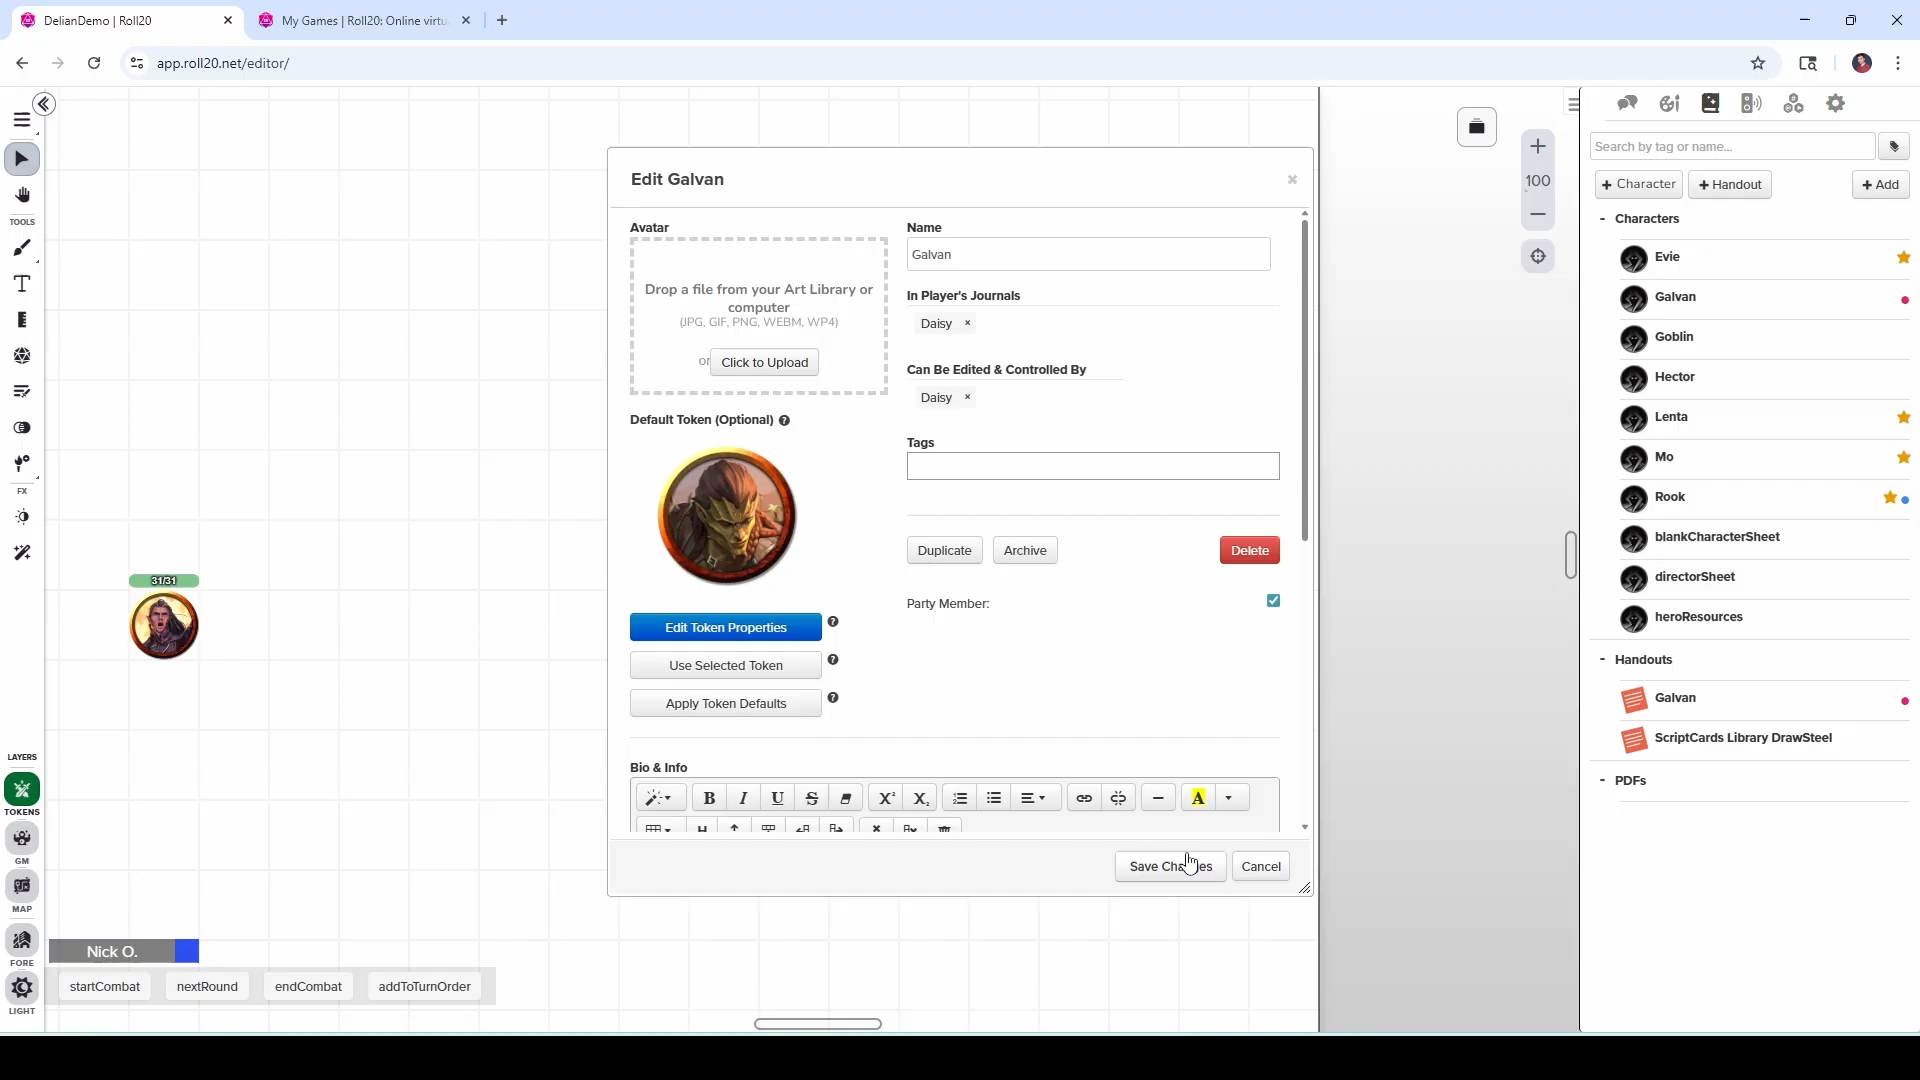 DelianDemo | Roll20
My Games | Roll20: Online virtu
app.roll20.net/editor/
TOOLS
FX
LAYERS
TOKENS
GM
MAP
FORE
LIGHT
31/31
Nick O.
startCombat
nextRound
endCombat
addToTurnOrder
Edit Galvan
Avatar
Drop a file from your Art Library or
computer
(JPG, GIF, PNG, WEBM, WP4)
or
Click to Upload
Default Token (Optional)
Edit Token Properties
Use Selected Token
Apply Token Defaults
Name
Galvan
In Player's Journals
Daisy ×
Can Be Edited & Controlled By
Daisy ×
Tags
Duplicate
Archive
Delete
Party Member:
Bio & Info
Save Changes
Cancel
100
Search by tag or name...
+ Character
+ Handout
+ Add
- Characters
Evie
Galvan
Goblin
Hector
Lenta
Mo
Rook
blankCharacterSheet
directorSheet
heroResources
- Handouts
Galvan
ScriptCards Library DrawSteel
- PDFs